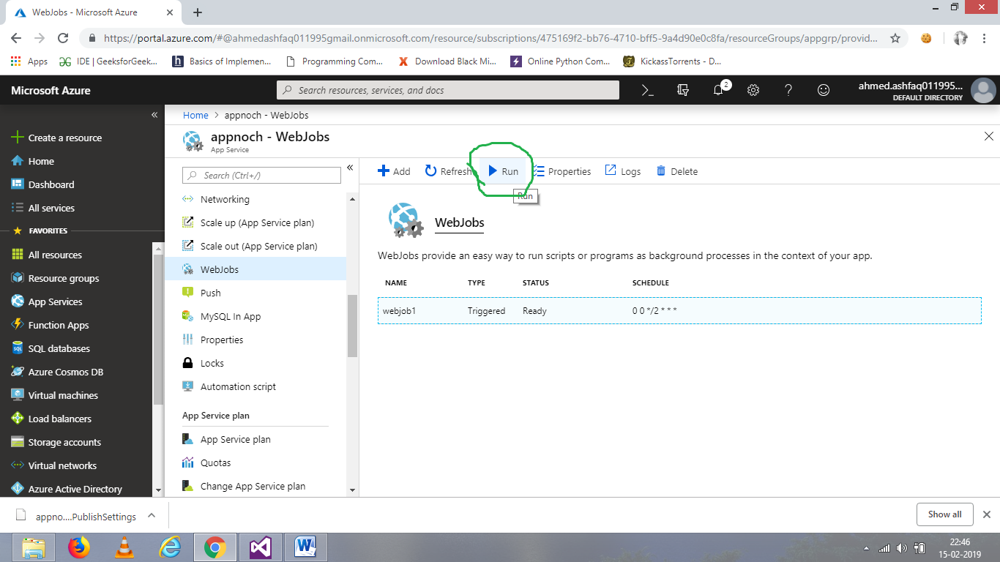 WebJobs - Microsoft Azure
https://portal.azure.com/#@ahmedashfaq011995gmail.onmicrosoft.com/resource/subscriptions/475169f2-bb76-4710-bff5-9a4d90e0c8fa/resourceGroups/appgrp/provid...
Apps IDE | GeeksforGeek... Basics of Implemen... Programming Com... Download Black Mi... Online Python Com... KickassTorrents - D...
Microsoft Azure
Search resources, services, and docs
2
ahmed.ashfaq011995...
DEFAULT DIRECTORY
Create a resource
Home
Dashboard
All services
FAVORITES
All resources
Resource groups
App Services
Function Apps
SQL databases
Azure Cosmos DB
Virtual machines
Load balancers
Storage accounts
Virtual networks
Azure Active Directory
Home > appnoch - WebJobs
appnoch - WebJobs
App Service
Search (Ctrl+/)
Networking
Scale up (App Service plan)
Scale out (App Service plan)
WebJobs
Push
MySQL In App
Properties
Locks
Automation script
App Service plan
App Service plan
Quotas
Change App Service plan
Add Refresh Run Properties Logs Delete
Run
WebJobs
WebJobs provide an easy way to run scripts or programs as background processes in the context of your app.
NAME TYPE STATUS SCHEDULE
webjob1 Triggered Ready 0 0 */2 * * *
appno....PublishSettings
Show all
22:46
15-02-2019